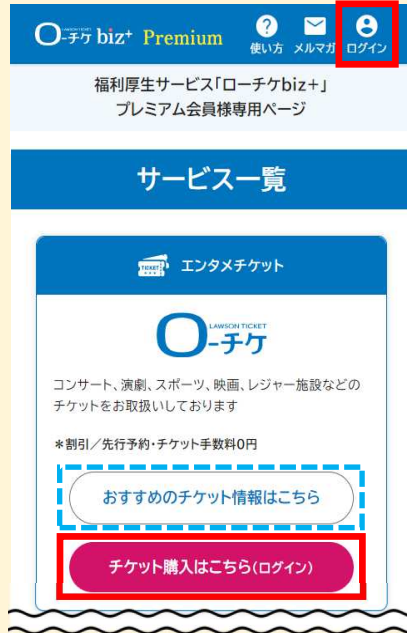 ローチケ biz+ Premium
使い方 メルマガ ログイン
福利厚生サービス「ローチケbiz+」
プレミアム会員様専用ページ
サービス一覧
TICKET エンタメチケット
LAWSON TICKET
ローチケ
コンサート、演劇、スポーツ、映画、レジャー施設などの
チケットをお取扱いしております
*割引/先行予約・チケット手数料0円
おすすめのチケット情報はこちら
チケット購入はこちら(ログイン)